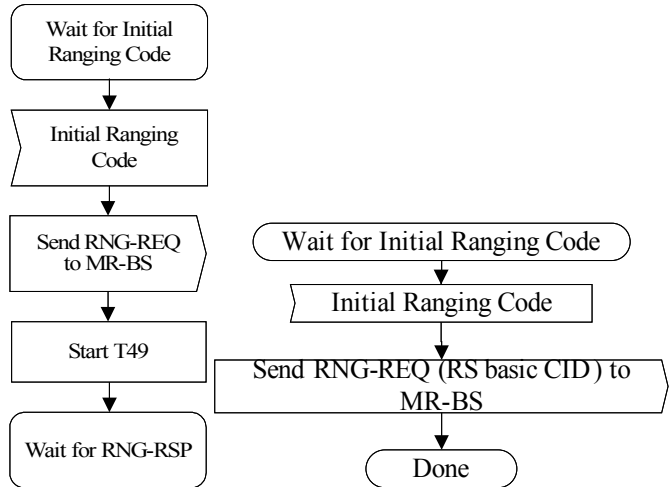 Wait for Initial
Ranging Code
Initial Ranging
Code
Send RNG-REQ
to MR-BS
Start T49
Wait for RNG-RSP
Wait for Initial Ranging Code
Initial Ranging Code
Send RNG-REQ (RS basic CID) to
MR-BS
Done